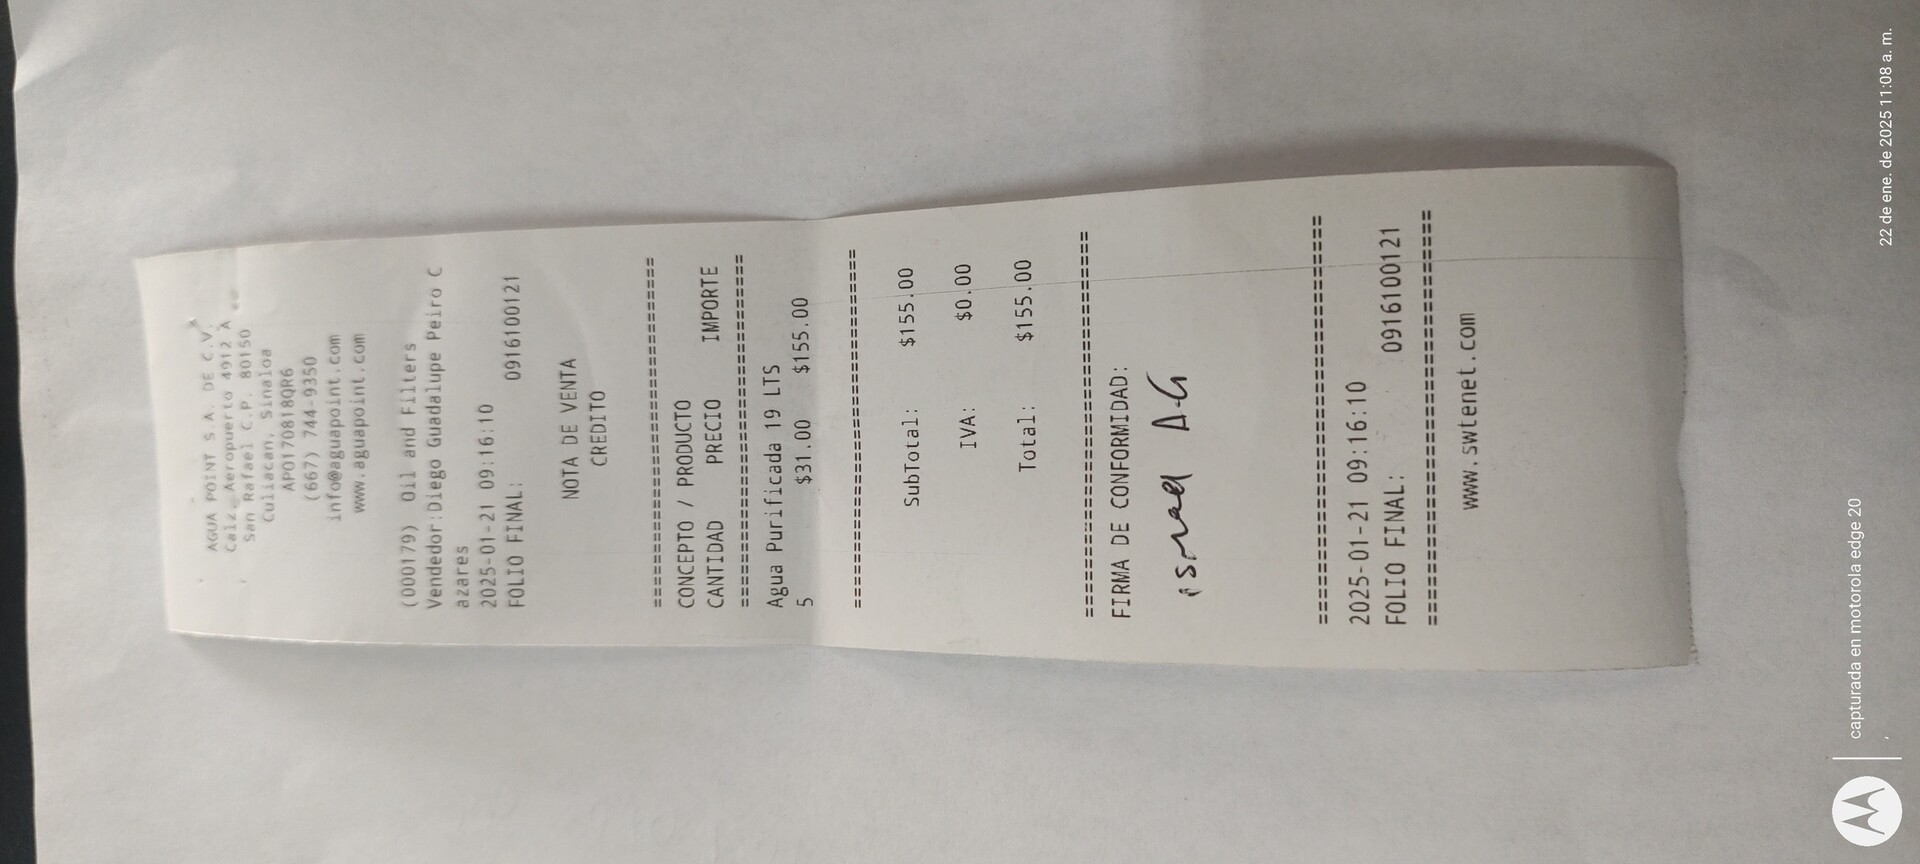 AGUA POINT S.A. DE C.V.
Calz. Aeropuerto 4912 A
San Rafael C.P. 80150
Culiacan, Sinaloa
APO170818QR6
(667) 744-9350
info@aguapoint.com
www.aguapoint.com
(000179) Oil and Filters
Vendedor:Diego Guadalupe Peiro C
azares
2025-01-21 09:16:10
FOLIO FINAL: 0916100121
NOTA DE VENTA
CREDITO
================================
CONCEPTO / PRODUCTO
CANTIDAD PRECIO IMPORTE
================================
Agua Purificada 19 LTS
5 $31.00 $155.00
================================
SubTotal: $155.00
IVA: $0.00
Total: $155.00
================================
FIRMA DE CONFORMIDAD:
israel AG
================================
2025-01-21 09:16:10
FOLIO FINAL: 0916100121
================================
www.swtenet.com
capturada en motorola edge 20
22 de ene. de 2025 11:08 a. m.